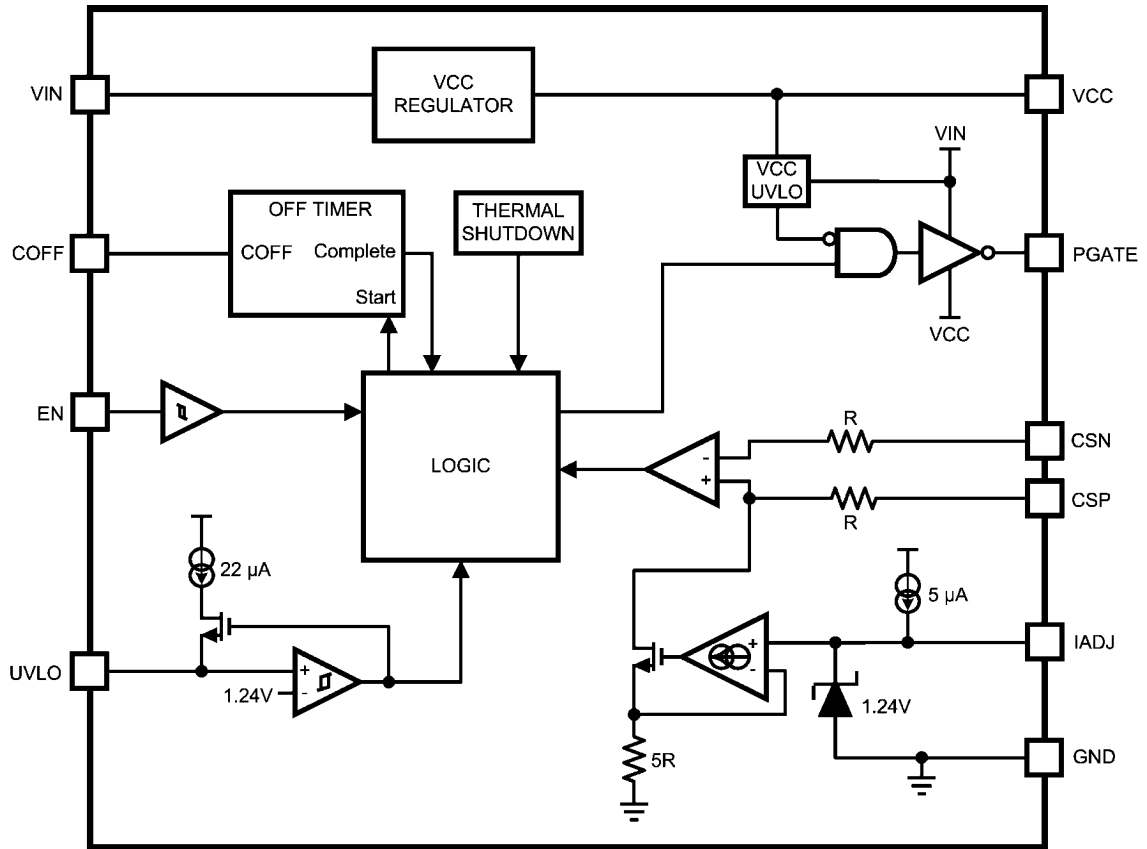 VIN
VCC
REGULATOR
VCC
VIN
VCC
UVLO
OFF TIMER
THERMAL
SHUTDOWN
COFF
COFF
Complete
PGATE
Start
VCC
EN
R
CSN
-
LOGIC
+
CSP
R
22 µA
5 µA
+
IADJ
UVLO
+
-
1.24V
-
1.24V
5R
GND